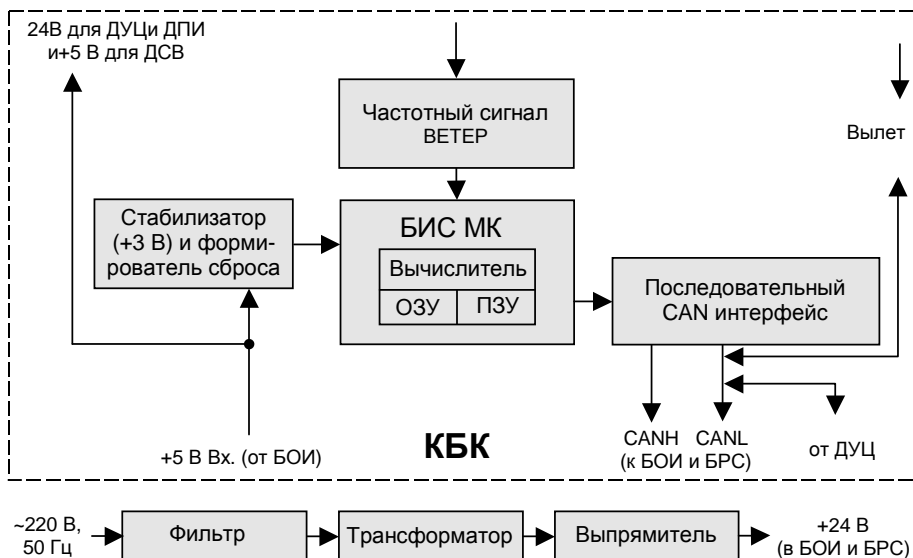 24В для ДУЦи ДПИ
и+5 В для ДСВ
Частотный сигнал
ВЕТЕР
Вылет
Стабилизатор
(+3 В) и форми-
рователь сброса
БИС МК
Вычислитель
ОЗУ ПЗУ
Последовательный
CAN интерфейс
+5 В Вх. (от БОИ)
КБК
CANH CANL
(к БОИ и БРС)
от ДУЦ
~220 В,
50 Гц
Фильтр
Трансформатор
Выпрямитель
+24 В
(в БОИ и БРС)